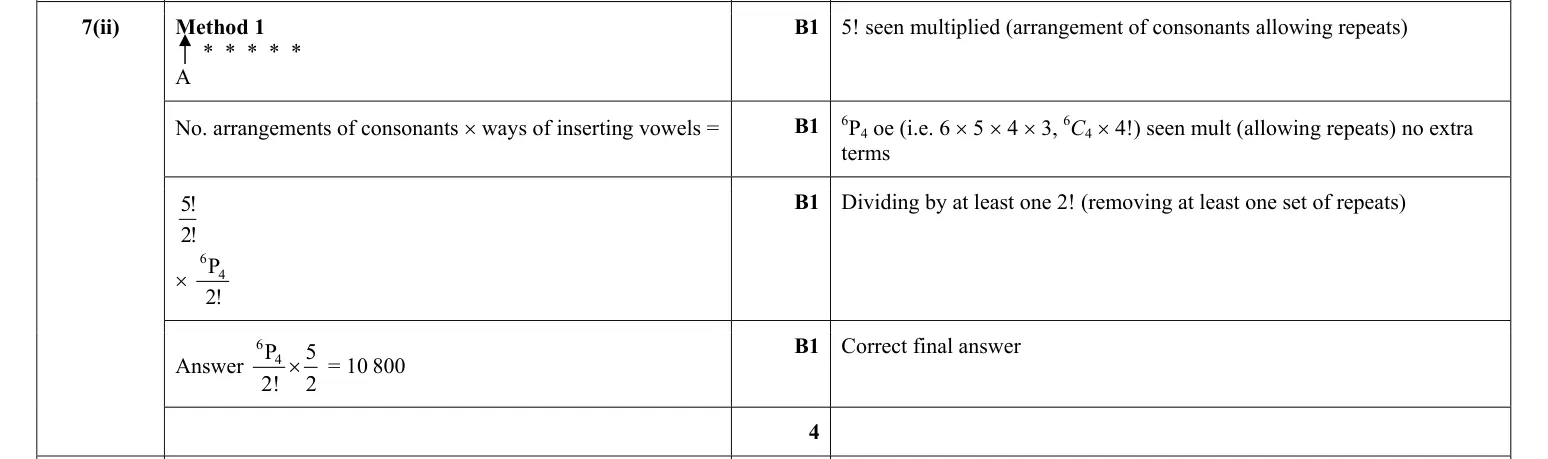 7(ii) Method 1 B1 5! seen multiplied (arrangement of consonants allowing repeats)
* * * * *
A
No. arrangements of consonants × ways of inserting vowels = B1 ⁶P₄ oe (i.e. 6 × 5 × 4 × 3, ⁶C₄ × 4!) seen mult (allowing repeats) no extra
terms
5!/2! B1 Dividing by at least one 2! (removing at least one set of repeats)
× ⁶P₄/2!
Answer ⁶P₄/2! × 5/2 = 10 800 B1 Correct final answer
4